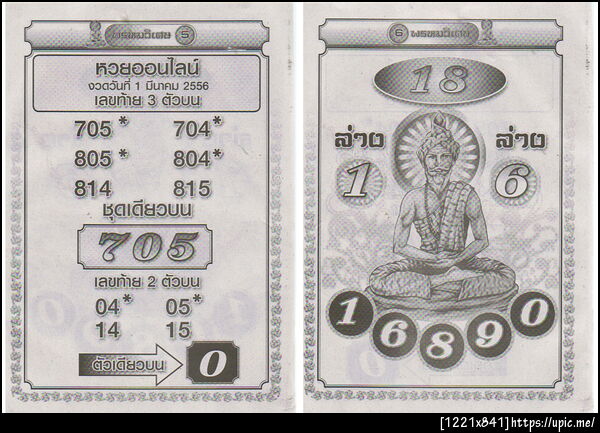 พรหมวิเศษ 5
หวยออนไลน์
งวดวันที่ 1 มีนาคม 2556
เลขท้าย 3 ตัวบน
705* 704*
805* 804*
814 815
ชุดเดียวบน
705
เลขท้าย 2 ตัวบน
04* 05*
14 15
ตัวเดียวบน 0
6 พรหมวิเศษ
18
ล่าง ล่าง
1 6
1 6 8 9 0
[1221x841]https://upic.me/